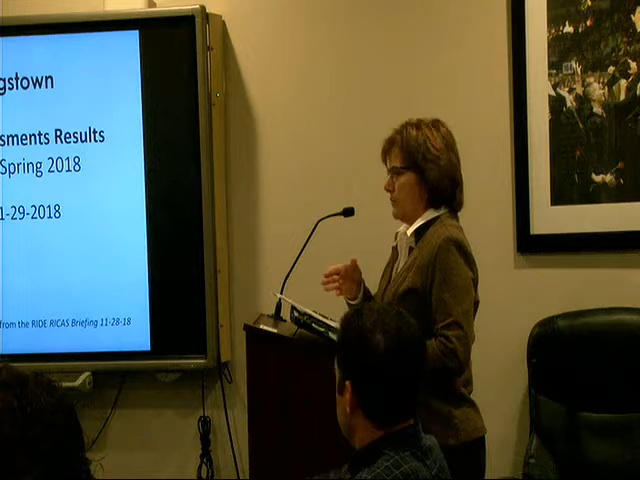 gstown
sments Results
Spring 2018
1-29-2018
from the RIDE RICAS Briefing 11-28-18